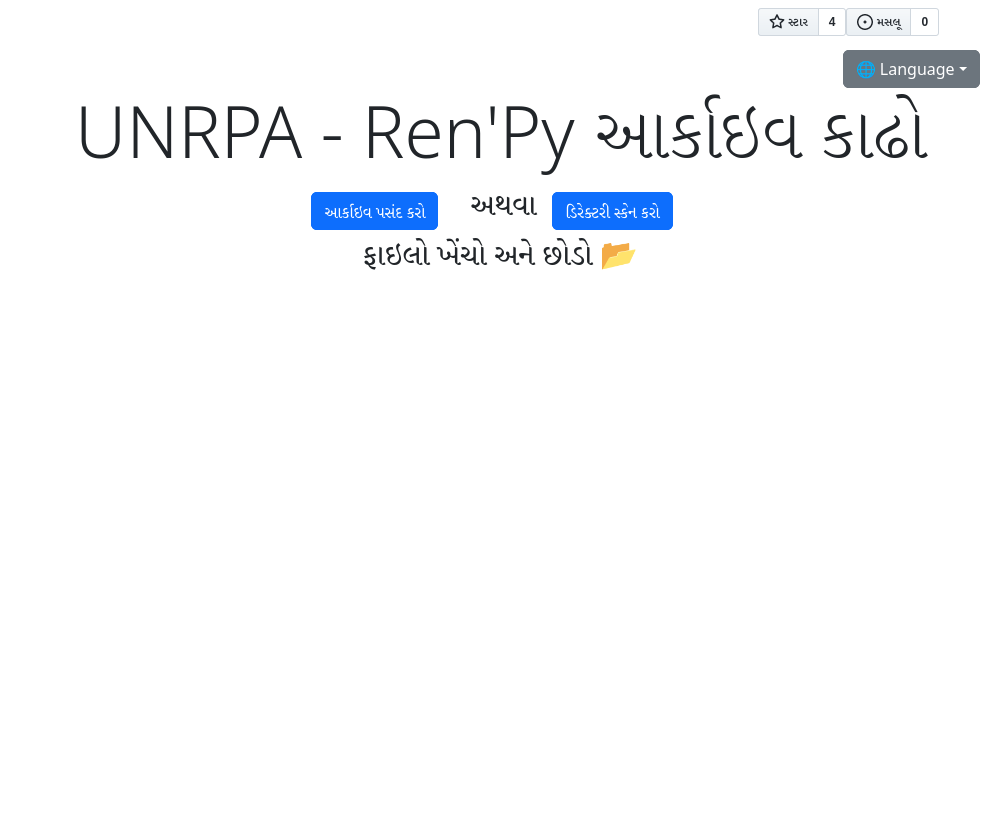 સ્ટાર 4 મસલૂ 0
🌐 Language
UNRPA - Ren'Py આર્કાઇવ કાઢો
આર્કાઇવ પસંદ કરો અથવા ડિરેક્ટરી સ્કેન કરો
ફાઇલો ખેંચો અને છોડો 📂